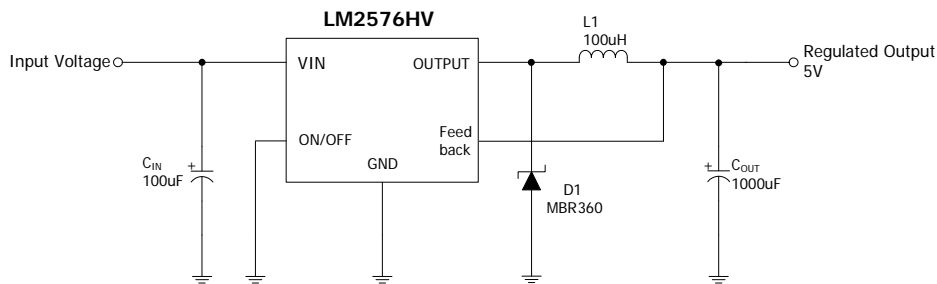 LM2576HV
L1
100uH
Input Voltage
VIN
OUTPUT
Regulated Output
5V
ON/OFF
Feed
back
GND
CIN
100uF
+
D1
MBR360
+
COUT
1000uF